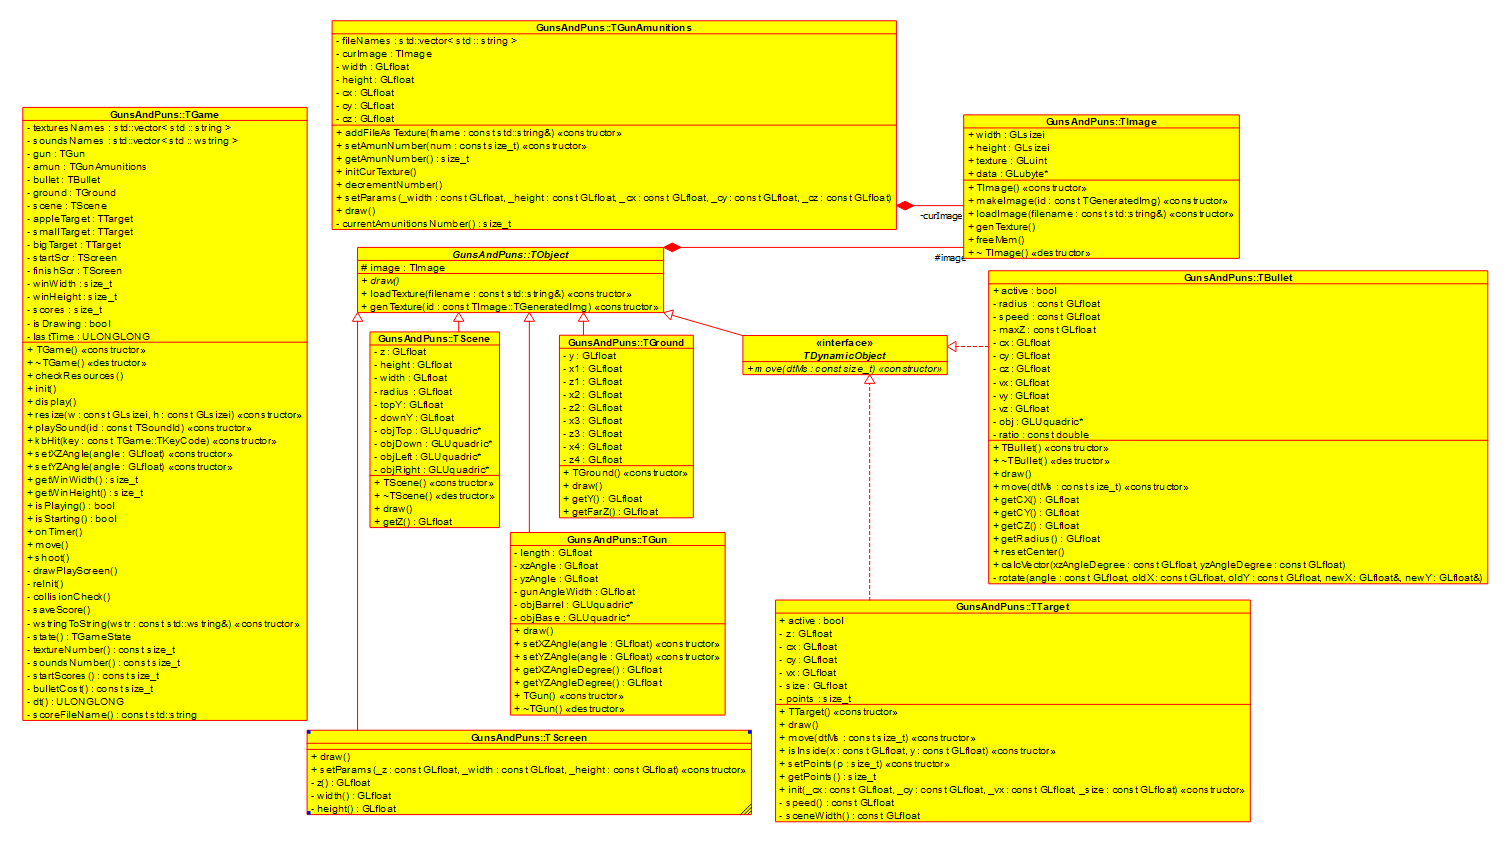 GunsAndPuns::TGunAmunitions
- fileNames : std::vector< std :: string >
- curImage : TImage
- width : GLfloat
- height : GLfloat
- cx : GLfloat
- cy : GLfloat
- cz : GLfloat
+ addFileAsTexture(fname : const std::string&) «constructor»
+ setAmunNumber(num : const size_t) «constructor»
+ getAmunNumber() : size_t
+ initCurTexture()
+ decrementNumber()
+ setParams(_width : const GLfloat, _height : const GLfloat, _cx : const GLfloat, _cy : const GLfloat, _cz : const GLfloat)
+ draw()
- currentAmunitionsNumber() : size_t
GunsAndPuns::TGame
- texturesNames : std::vector< std :: string >
- soundsNames : std::vector< std :: wstring >
- gun : TGun
- amun : TGunAmunitions
- bullet : TBullet
- ground : TGround
- scene : TScene
- appleTarget : TTarget
- smallTarget : TTarget
- bigTarget : TTarget
- startScr : TScreen
- finishScr : TScreen
- winWidth : size_t
- winHeight : size_t
- scores : size_t
- isDrawing : bool
- lastTime : ULONGLONG
+ TGame() «constructor»
+ ~TGame() «destructor»
+ checkResources()
+ init()
+ display()
+ resize(w : const GLsizei, h : const GLsizei) «constructor»
+ playSound(id : const TSoundId) «constructor»
+ kbHit(key : const TGame::TKeyCode) «constructor»
+ setXZAngle(angle : GLfloat) «constructor»
+ setYZAngle(angle : GLfloat) «constructor»
+ getWinWidth() : size_t
+ getWinHeight() : size_t
+ isPlaying() : bool
+ isStarting() : bool
+ onTimer()
+ move()
+ shoot()
- drawPlayScreen()
- reInit()
- collisionCheck()
- saveScore()
- wstringToString(wstr : const std::wstring&) «constructor»
- state() : TGameState
- textureNumber() : const size_t
- soundsNumber() : const size_t
- startScores() : const size_t
- bulletCost() : const size_t
- dt() : ULONGLONG
- scoreFileName() : const std::string
GunsAndPuns::TImage
+ width : GLsizei
+ height : GLsizei
+ texture : GLuint
+ data : GLubyte*
+ TImage() «constructor»
+ makeImage(id : const TGeneratedImg) «constructor»
+ loadImage(filename : const std::string&) «constructor»
+ genTexture()
+ freeMem()
+ ~ TImage() «destructor»
-curImage
#image
GunsAndPuns::TObject
# image : TImage
+ draw()
+ loadTexture(filename : const std::string&) «constructor»
+ genTexture(id : const TImage::TGeneratedImg) «constructor»
GunsAndPuns::TScene
- z : GLfloat
- height : GLfloat
- width : GLfloat
- radius : GLfloat
- topY : GLfloat
- downY : GLfloat
- objTop : GLUquadric*
- objDown : GLUquadric*
- objLeft : GLUquadric*
- objRight : GLUquadric*
+ TScene() «constructor»
+ ~TScene() «destructor»
+ draw()
+ getZ() : GLfloat
GunsAndPuns::TGround
- y : GLfloat
- x1 : GLfloat
- z1 : GLfloat
- x2 : GLfloat
- z2 : GLfloat
- x3 : GLfloat
- z3 : GLfloat
- x4 : GLfloat
- z4 : GLfloat
+ TGround() «constructor»
+ draw()
+ getY() : GLfloat
+ getFarZ() : GLfloat
«interface»
TDynamicObject
+ move(dtMs : const size_t) «constructor»
GunsAndPuns::TBullet
+ active : bool
- radius : const GLfloat
- speed : const GLfloat
- maxZ : const GLfloat
- cx : GLfloat
- cy : GLfloat
- cz : GLfloat
- vx : GLfloat
- vy : GLfloat
- vz : GLfloat
- obj : GLUquadric*
- ratio : const double
+ TBullet() «constructor»
+ ~TBullet() «destructor»
+ draw()
+ move(dtMs : const size_t) «constructor»
+ getCX() : GLfloat
+ getCY() : GLfloat
+ getCZ() : GLfloat
+ getRadius() : GLfloat
+ resetCenter()
+ calcVector(xzAngleDegree : const GLfloat, yzAngleDegree : const GLfloat)
- rotate(angle : const GLfloat, oldX : const GLfloat, oldY : const GLfloat, newX : GLfloat&, newY : GLfloat&)
GunsAndPuns::TGun
- length : GLfloat
- xzAngle : GLfloat
- yzAngle : GLfloat
- gunAngleWidth : GLfloat
- objBarrel : GLUquadric*
- objBase : GLUquadric*
+ draw()
+ setXZAngle(angle : GLfloat) «constructor»
+ setYZAngle(angle : GLfloat) «constructor»
+ getXZAngleDegree() : GLfloat
+ getYZAngleDegree() : GLfloat
+ TGun() «constructor»
+ ~TGun() «destructor»
GunsAndPuns::TTarget
+ active : bool
- z : GLfloat
- cx : GLfloat
- cy : GLfloat
- vx : GLfloat
- size : GLfloat
- points : size_t
+ TTarget() «constructor»
+ draw()
+ move(dtMs : const size_t) «constructor»
+ isInside(x : const GLfloat, y : const GLfloat) «constructor»
+ setPoints(p : size_t) «constructor»
+ getPoints() : size_t
+ init(_cx : const GLfloat, _cy : const GLfloat, _vx : const GLfloat, _size : const GLfloat) «constructor»
- speed() : const GLfloat
- sceneWidth() : const GLfloat
GunsAndPuns::TScreen
+ draw()
+ setParams(_z : const GLfloat, _width : const GLfloat, _height : const GLfloat) «constructor»
- z() : GLfloat
- width() : GLfloat
- height() : GLfloat